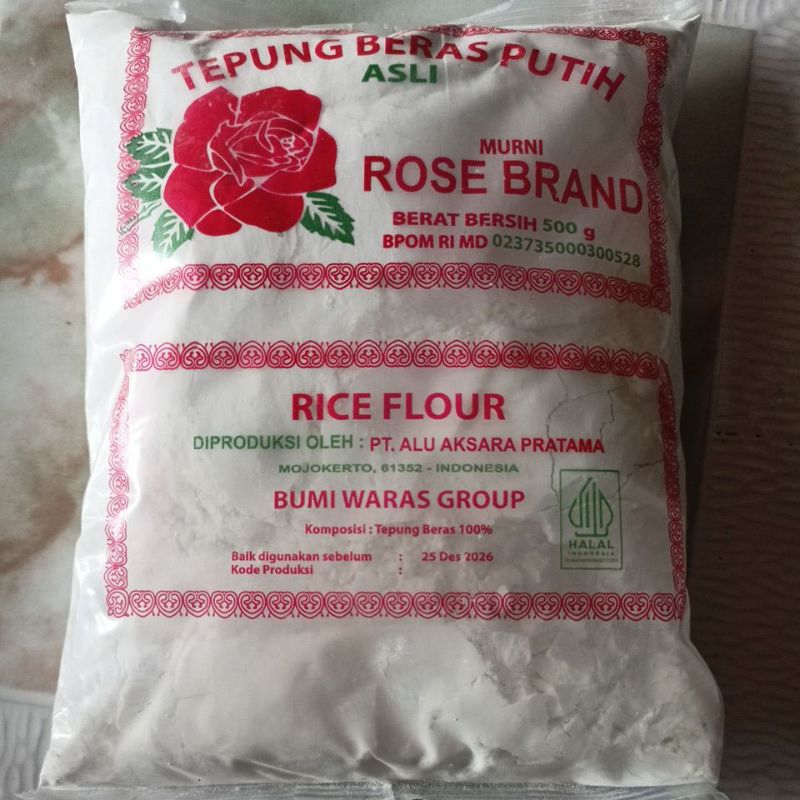 TEPUNG BERAS PUTIH
ASLI
MURNI
ROSE BRAND
BERAT BERSIH 500 g
BPOM RI MD 023735000300528
RICE FLOUR
DIPRODUKSI OLEH : PT. ALU AKSARA PRATAMA
MOJOKERTO, 61352 - INDONESIA
BUMI WARAS GROUP
Komposisi : Tepung Beras 100%
Baik digunakan sebelum : 25 Des 2026
Kode Produksi :
HALAL
INDONESIA